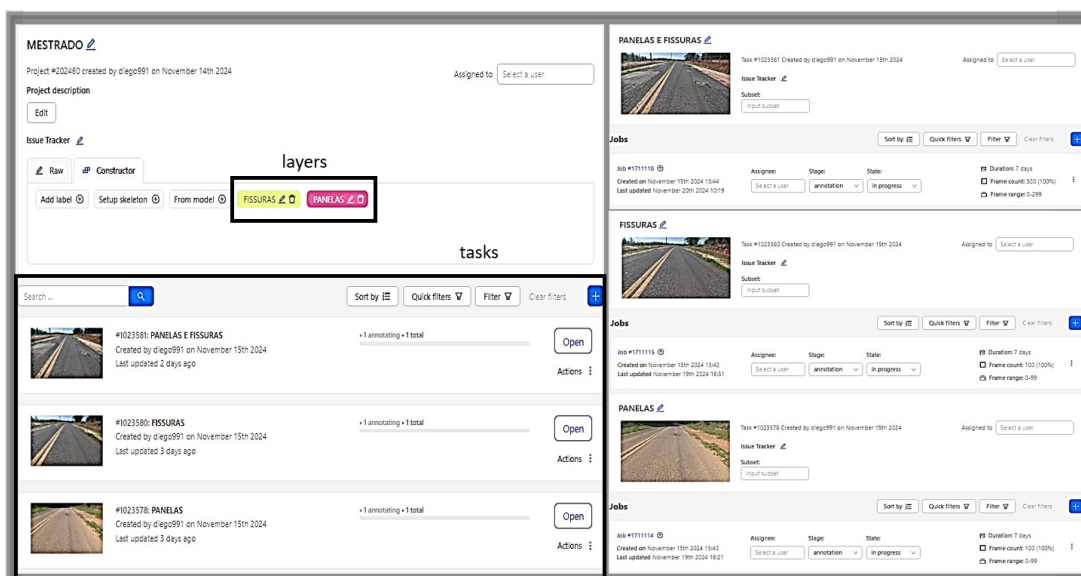 MESTRADO
Project #202460 created by diego991 on November 14th 2024
Assigned to Select a user
Project description
Edit
Issue Tracker
layers
Raw Constructor
Add label Setup skeleton From model FISSURAS PANELAS
tasks
Search ... Sort by Quick filters Filter Clear filters +
#1023581: PANELAS E FISSURAS
Created by diego991 on November 15th 2024
Last updated 2 days ago
• 1 annotating • 1 total
Open
Actions
#1023580: FISSURAS
Created by diego991 on November 15th 2024
Last updated 3 days ago
• 1 annotating • 1 total
Open
Actions
#1023578: PANELAS
Created by diego991 on November 15th 2024
Last updated 3 days ago
• 1 annotating • 1 total
Open
Actions
PANELAS E FISSURAS
Task #1023581 Created by diego991 on November 15th 2024
Assigned to Select a user
Issue Tracker
Subset:
Input subset
Jobs Sort by Quick filters Filter Clear filters +
Job #1711118
Created on November 15th 2024 15:44
Last updated November 20th 2024 10:19
Assignee: Stage: State:
Select a user annotation in progress
Duration: 7 days
Frame count: 300 (100%)
Frame range: 0-299
FISSURAS
Task #1023580 Created by diego991 on November 15th 2024
Assigned to Select a user
Issue Tracker
Subset:
Input subset
Jobs Sort by Quick filters Filter Clear filters +
Job #1711115
Created on November 15th 2024 15:42
Last updated November 19th 2024 16:51
Assignee: Stage: State:
Select a user annotation in progress
Duration: 7 days
Frame count: 100 (100%)
Frame range: 0-99
PANELAS
Task #1023578 Created by diego991 on November 15th 2024
Assigned to Select a user
Issue Tracker
Subset:
Input subset
Jobs Sort by Quick filters Filter Clear filters +
Job #1711114
Created on November 15th 2024 15:40
Last updated November 19th 2024 16:21
Assignee: Stage: State:
Select a user annotation in progress
Duration: 7 days
Frame count: 100 (100%)
Frame range: 0-99